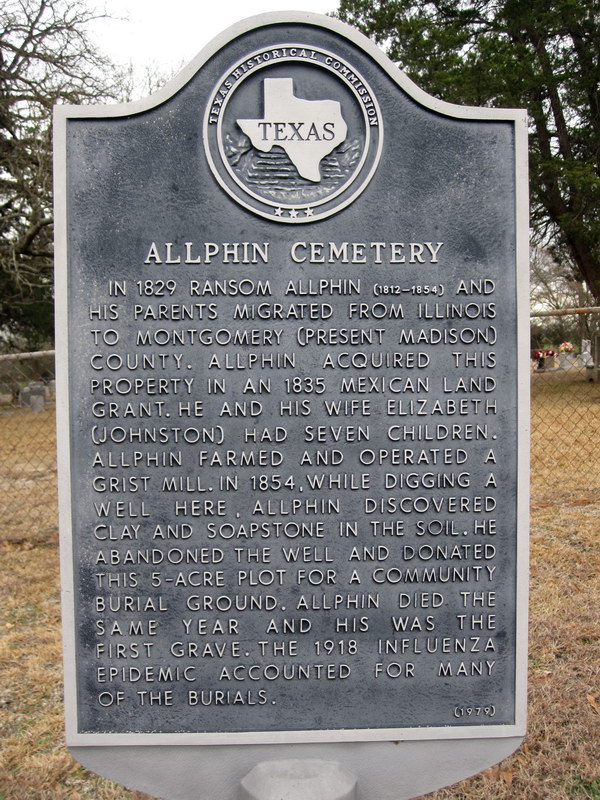 TEXAS HISTORICAL COMMISSION
TEXAS
ALLPHIN CEMETERY
IN 1829 RANSOM ALLPHIN (1812-1854) AND
HIS PARENTS MIGRATED FROM ILLINOIS
TO MONTGOMERY (PRESENT MADISON)
COUNTY. ALLPHIN ACQUIRED THIS
PROPERTY IN AN 1835 MEXICAN LAND
GRANT. HE AND HIS WIFE ELIZABETH
(JOHNSTON) HAD SEVEN CHILDREN.
ALLPHIN FARMED AND OPERATED A
GRIST MILL. IN 1854, WHILE DIGGING A
WELL HERE, ALLPHIN DISCOVERED
CLAY AND SOAPSTONE IN THE SOIL. HE
ABANDONED THE WELL AND DONATED
THIS 5-ACRE PLOT FOR A COMMUNITY
BURIAL GROUND. ALLPHIN DIED THE
SAME YEAR AND HIS WAS THE
FIRST GRAVE. THE 1918 INFLUENZA
EPIDEMIC ACCOUNTED FOR MANY
OF THE BURIALS.
(1979)